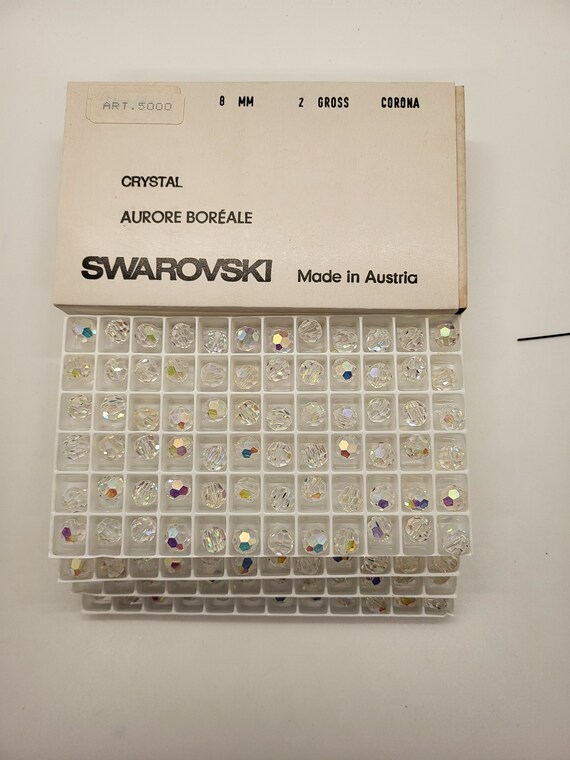 ART.5000 8 MM 2 GROSS CORONA
CRYSTAL
AURORE BORÉALE
SWAROVSKI Made in Austria